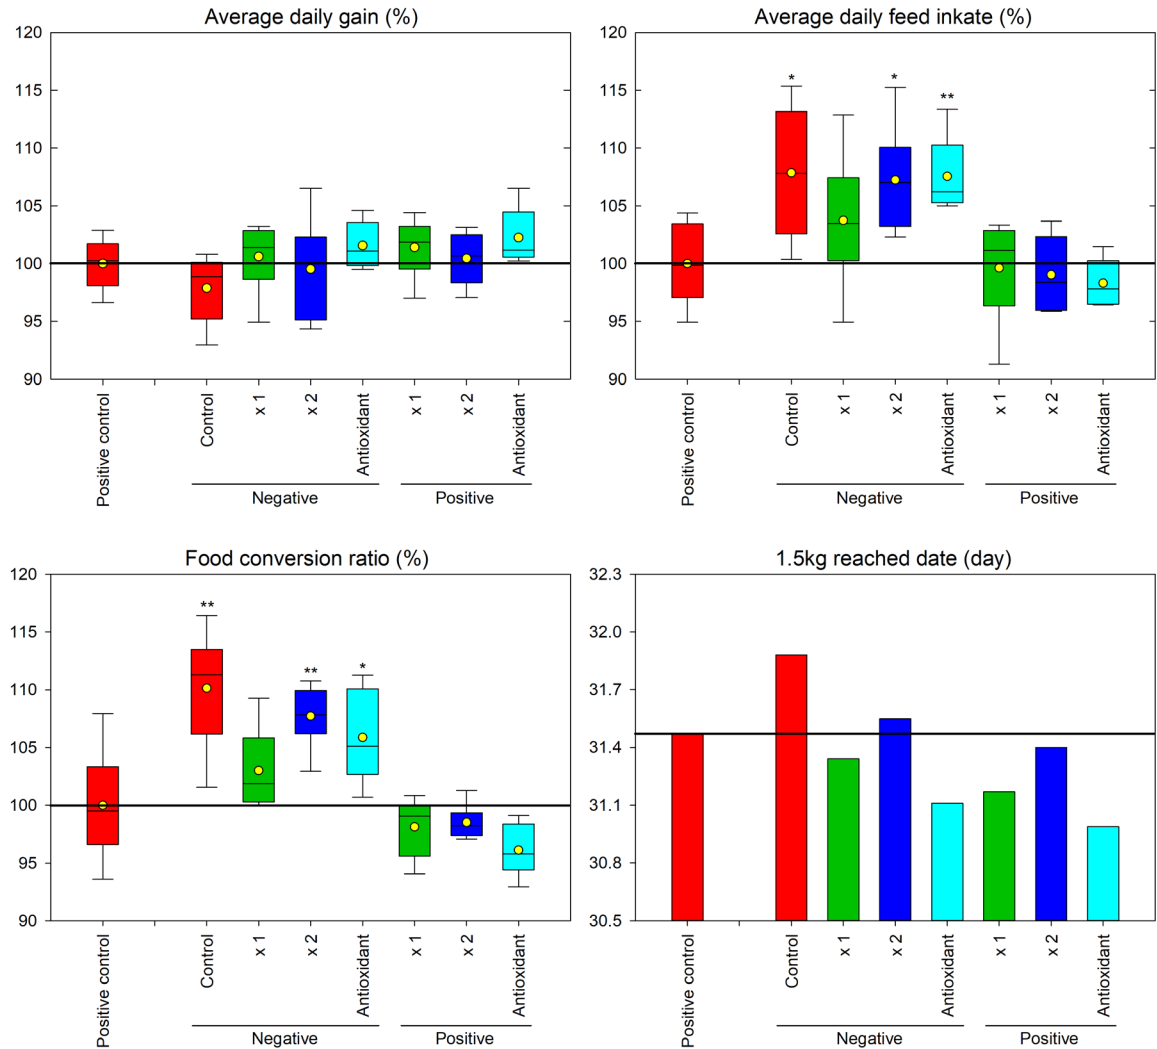 Average daily gain (%)
120
115
110
105
100
95
90
Positive control
Control
x 1
x 2
Antioxidant
x 1
x 2
Antioxidant
Negative
Positive
Average daily feed inkate (%)
120
115
110
105
100
95
90
*
*
**
Positive control
Control
x 1
x 2
Antioxidant
x 1
x 2
Antioxidant
Negative
Positive
Food conversion ratio (%)
120
115
110
105
100
95
90
**
**
*
Positive control
Control
x 1
x 2
Antioxidant
x 1
x 2
Antioxidant
Negative
Positive
1.5kg reached date (day)
32.3
32.0
31.7
31.4
31.1
30.8
30.5
Positive control
Control
x 1
x 2
Antioxidant
x 1
x 2
Antioxidant
Negative
Positive